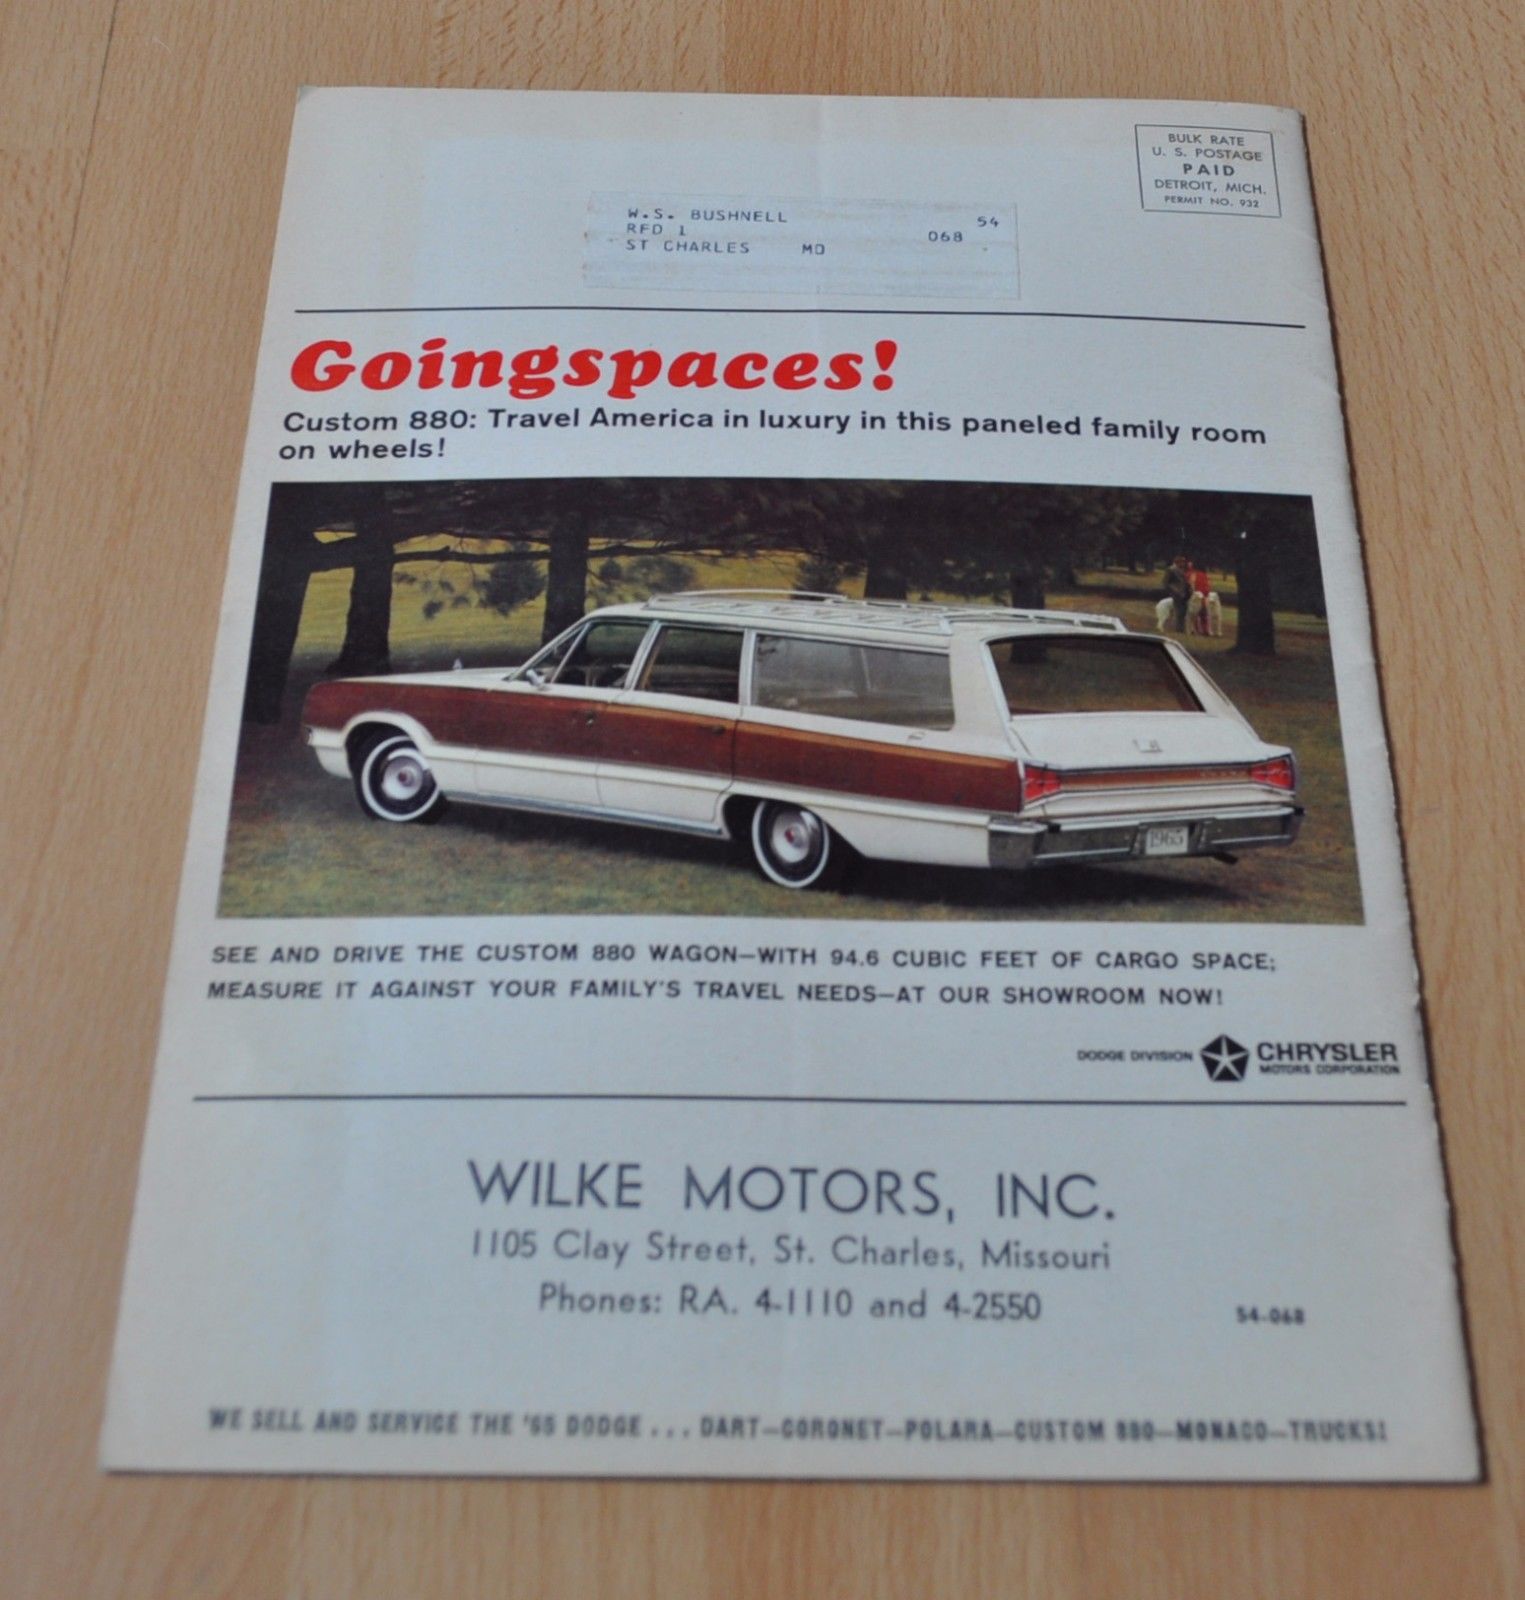 BULK RATE
U. S. POSTAGE
PAID
DETROIT, MICH.
PERMIT NO. 932
W.S. BUSHNELL 54
RFD 1 068
ST CHARLES MO
Goingspaces!
Custom 880: Travel America in luxury in this paneled family room
on wheels!
1965
SEE AND DRIVE THE CUSTOM 880 WAGON—WITH 94.6 CUBIC FEET OF CARGO SPACE;
MEASURE IT AGAINST YOUR FAMILY'S TRAVEL NEEDS—AT OUR SHOWROOM NOW!
DODGE DIVISION CHRYSLER
MOTORS CORPORATION
WILKE MOTORS, INC.
1105 Clay Street, St. Charles, Missouri
Phones: RA. 4-1110 and 4-2550
54-068
WE SELL AND SERVICE THE '65 DODGE . . . DART—CORONET—POLARA—CUSTOM 880—MONACO—TRUCKS!